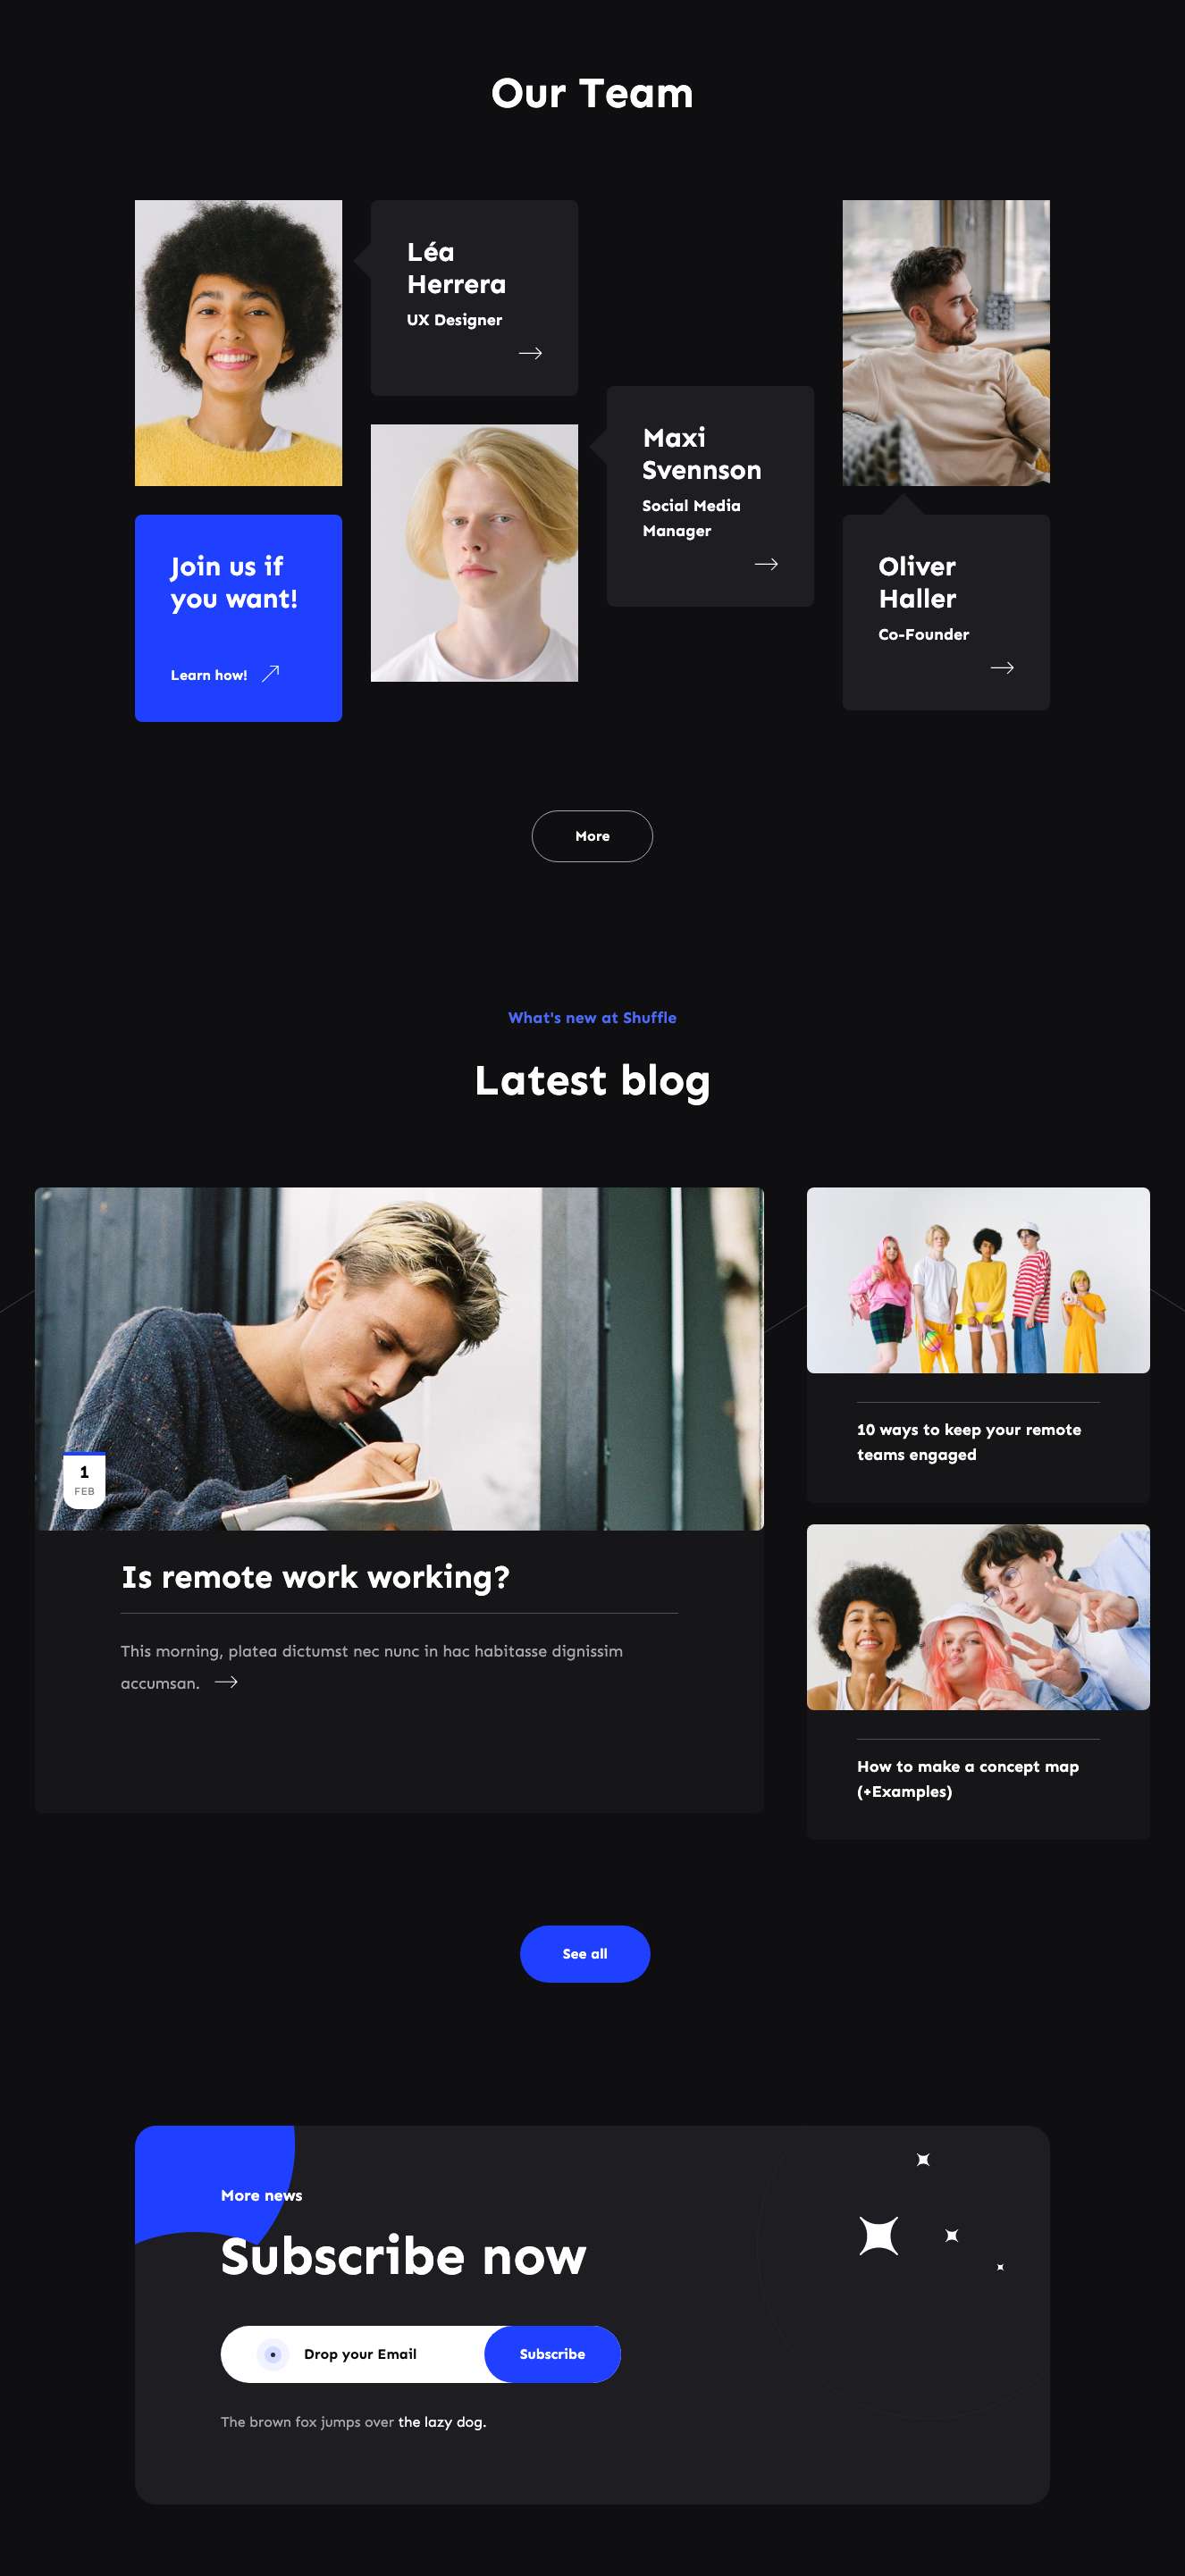 Our Team
Léa
Herrera
UX Designer
Maxi
Svennson
Social Media
Manager
Join us if
you want!
Learn how!
Oliver
Haller
Co-Founder
More
What's new at Shuffle
Latest blog
1
FEB
Is remote work working?
This morning, platea dictumst nec nunc in hac habitasse dignissim
accumsan.
10 ways to keep your remote
teams engaged
How to make a concept map
(+Examples)
See all
More news
Subscribe now
Drop your Email
Subscribe
The brown fox jumps over the lazy dog.